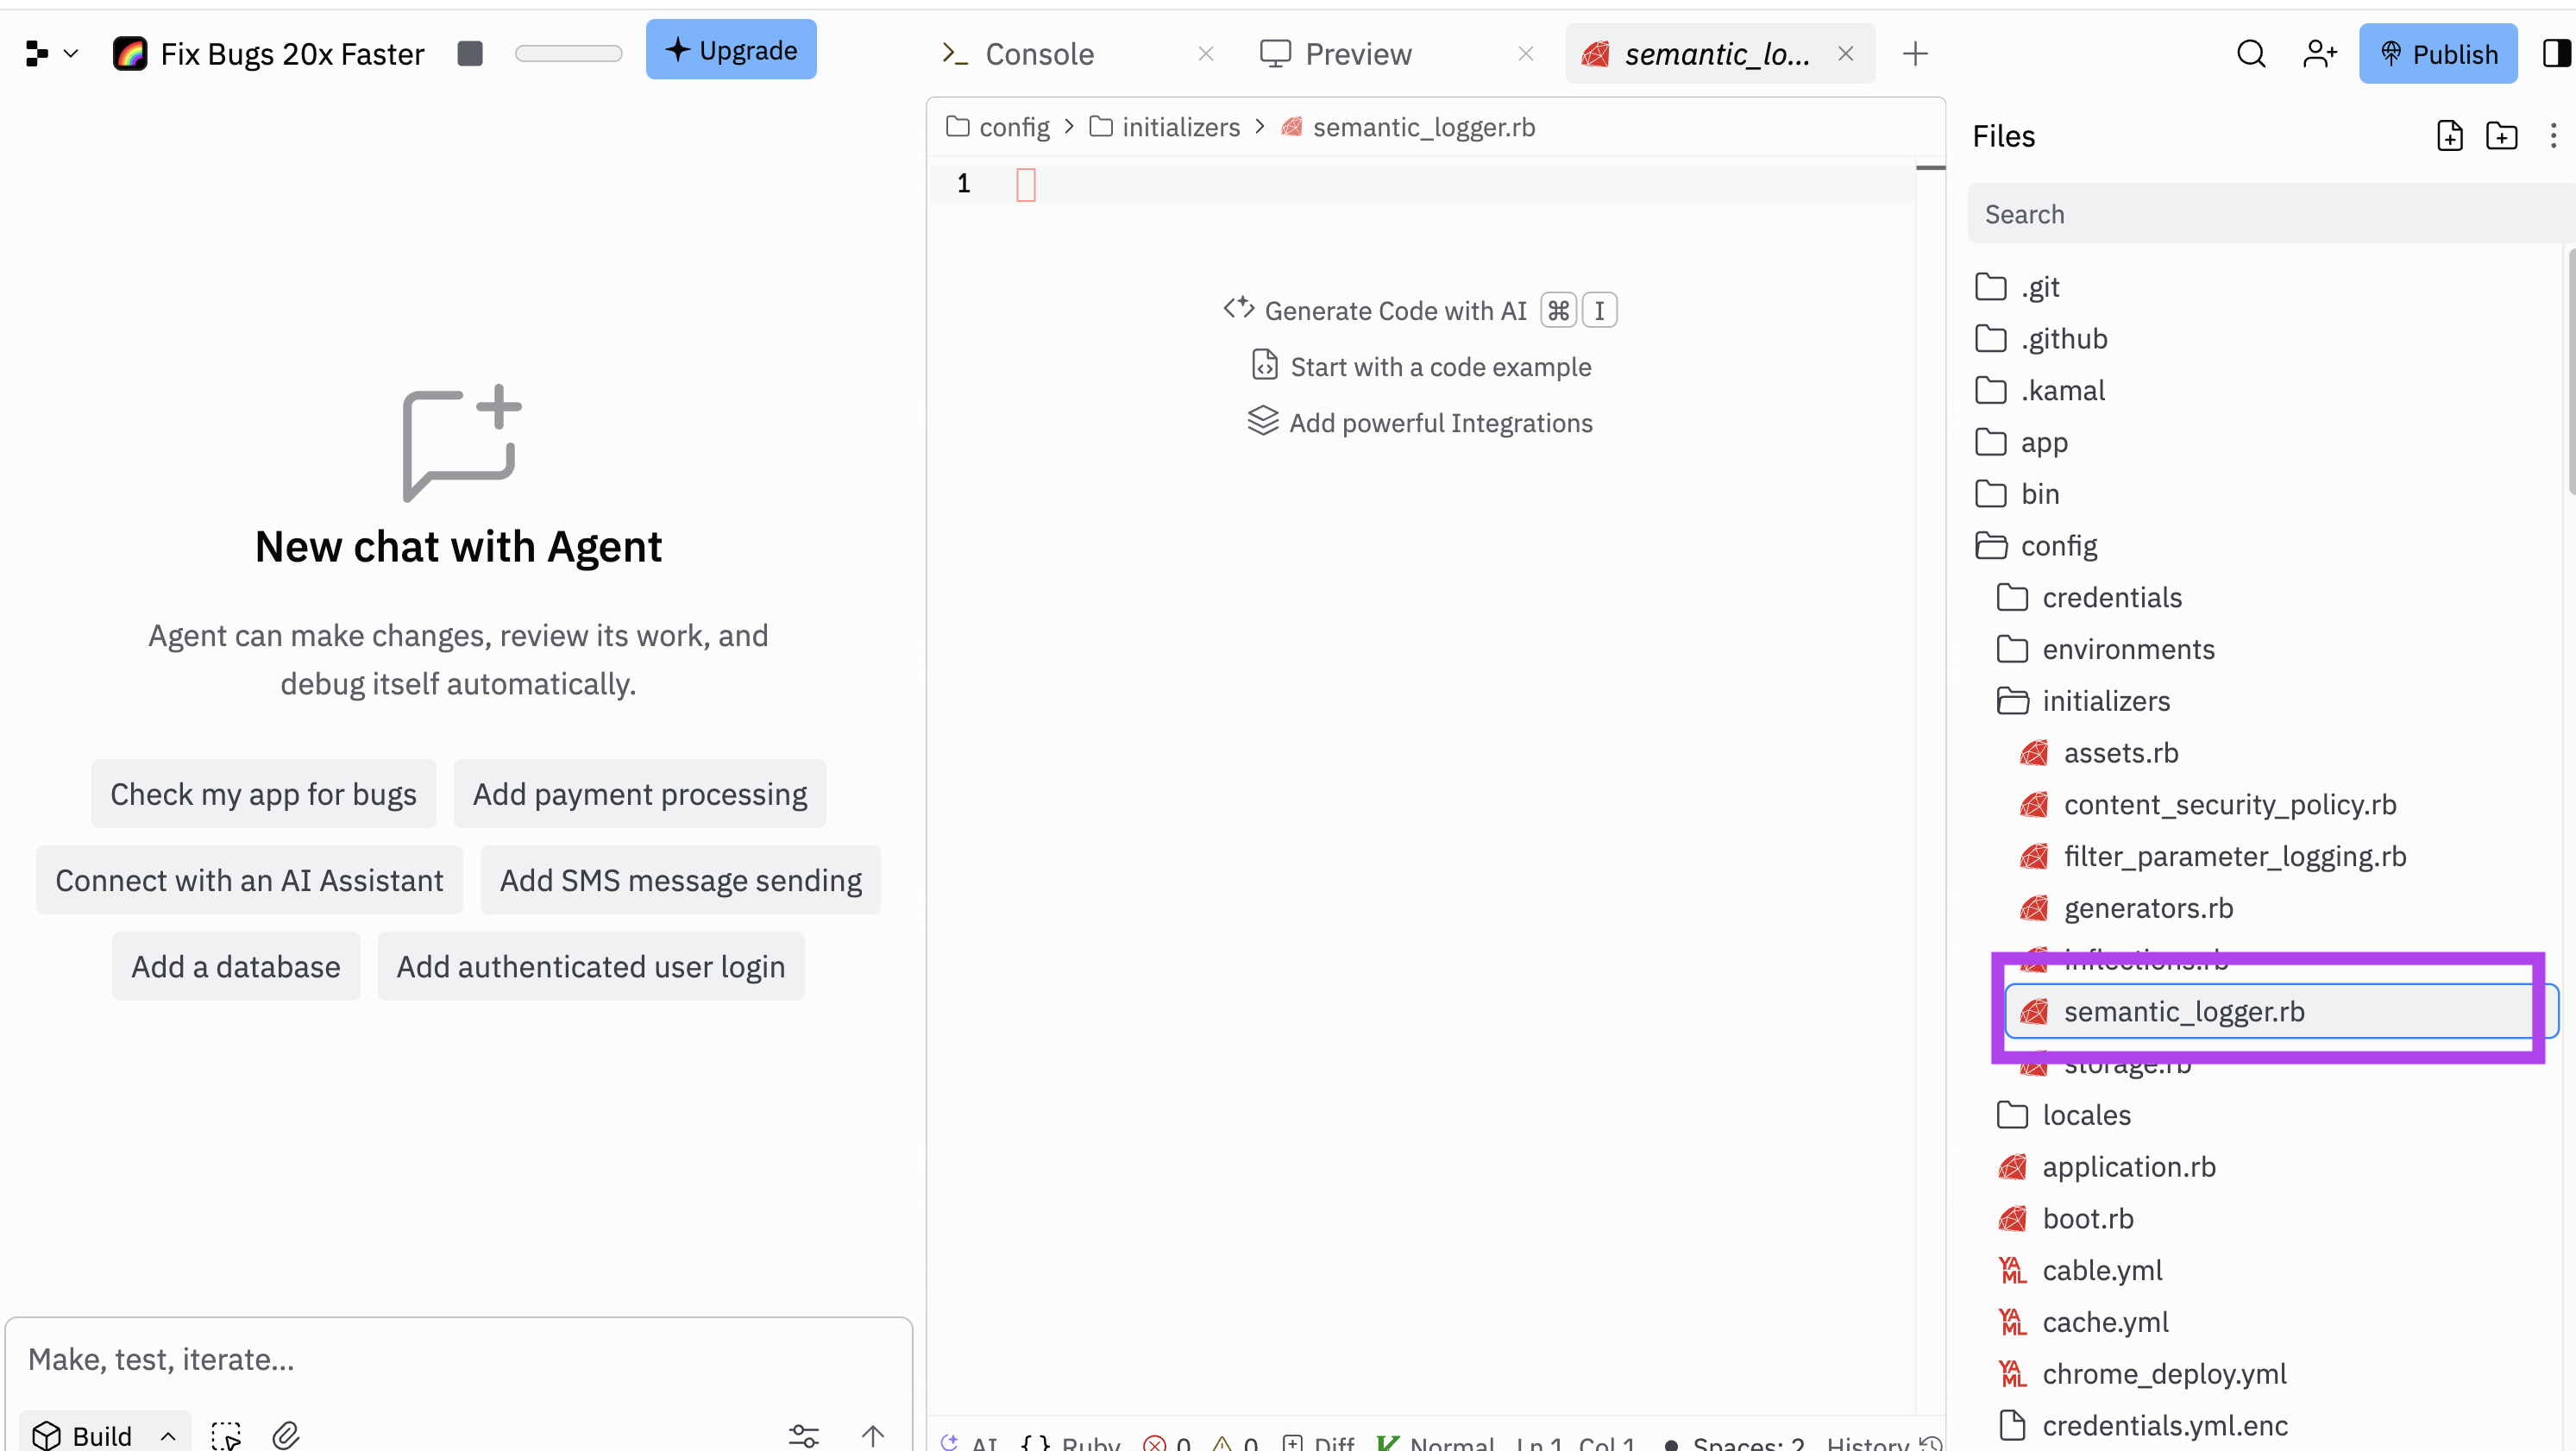 Fix Bugs 20x Faster
Upgrade
Console
Preview
semantic_lo...
Publish
config > initializers > semantic_logger.rb
1
Generate Code with AI ⌘ I
Start with a code example
Add powerful Integrations
New chat with Agent
Agent can make changes, review its work, and
debug itself automatically.
Check my app for bugs
Add payment processing
Connect with an AI Assistant
Add SMS message sending
Add a database
Add authenticated user login
Make, test, iterate...
Build
AI { } Ruby 0 0 Diff Normal Ln 1, Col 1 Spaces: 2 History
Files
Search
.git
.github
.kamal
app
bin
config
credentials
environments
initializers
assets.rb
content_security_policy.rb
filter_parameter_logging.rb
generators.rb
inflections.rb
semantic_logger.rb
storage.rb
locales
application.rb
boot.rb
YAML cable.yml
YAML cache.yml
YAML chrome_deploy.yml
credentials.yml.enc